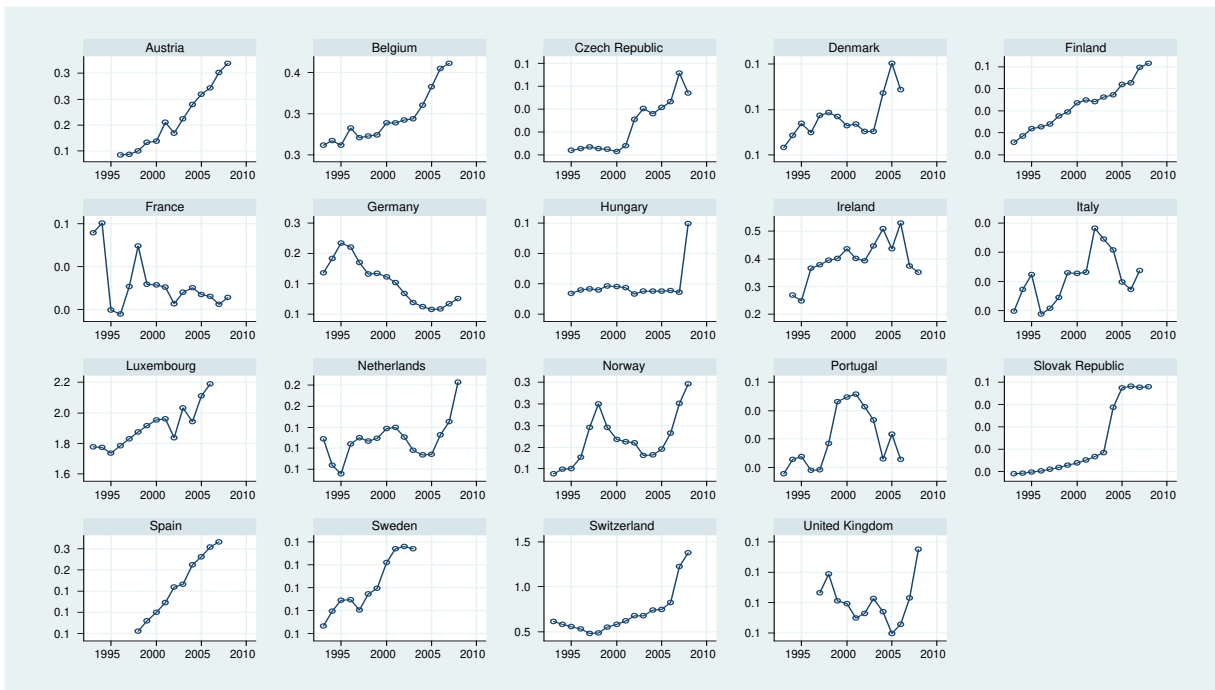 Austria Belgium Czech Republic Denmark Finland
0.3 0.3 0.2 0.1
0.4 0.3 0.3
0.1 0.1 0.0 0.0 0.0
0.1 0.1 0.1
0.1 0.0 0.0 0.0 0.0
1995 2000 2005 2010 1995 2000 2005 2010 1995 2000 2005 2010 1995 2000 2005 2010 1995 2000 2005 2010
France Germany Hungary Ireland Italy
0.1 0.0 0.0
0.3 0.2 0.1 0.1
0.1 0.0 0.0 0.0
0.5 0.4 0.3 0.2
0.0 0.0 0.0 0.0
1995 2000 2005 2010 1995 2000 2005 2010 1995 2000 2005 2010 1995 2000 2005 2010 1995 2000 2005 2010
Luxembourg Netherlands Norway Portugal Slovak Republic
2.2 2.0 1.8 1.6
0.2 0.2 0.1 0.1 0.1
0.3 0.3 0.2 0.2 0.1
0.1 0.0 0.0 0.0
0.1 0.0 0.0 0.0 0.0
1995 2000 2005 2010 1995 2000 2005 2010 1995 2000 2005 2010 1995 2000 2005 2010 1995 2000 2005 2010
Spain Sweden Switzerland United Kingdom
0.3 0.2 0.1 0.1 0.1
0.1 0.1 0.1 0.1 0.1
1.5 1.0 0.5
0.1 0.1 0.1 0.1
1995 2000 2005 2010 1995 2000 2005 2010 1995 2000 2005 2010 1995 2000 2005 2010